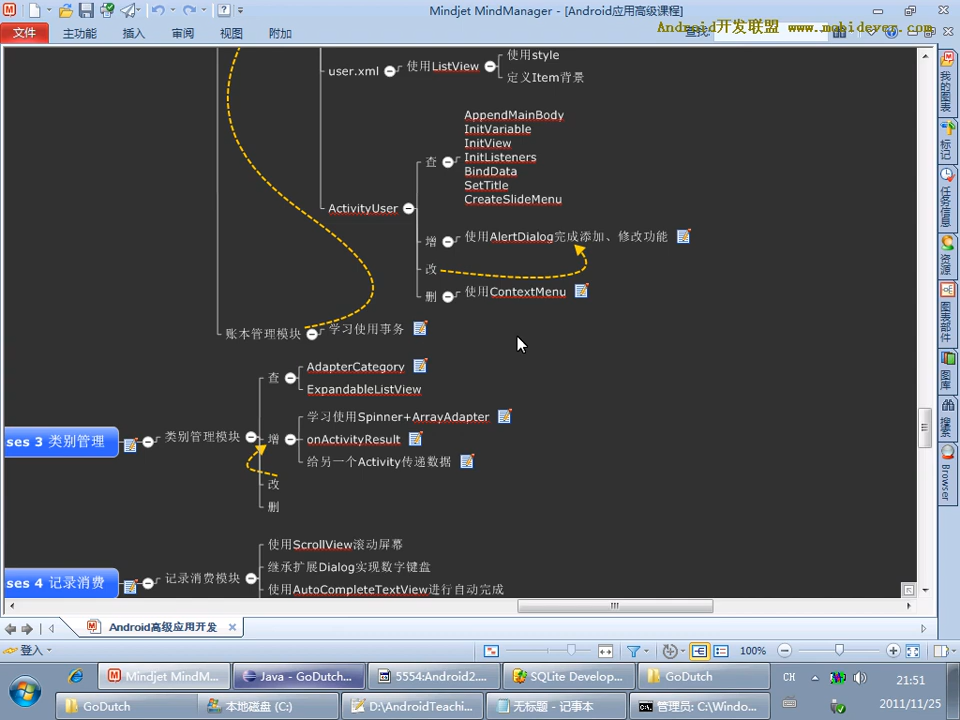 Mindjet MindManager - [Android应用高级课程]
Android开发联盟 www.mobidever.com
文件 主功能 插入 审阅 视图 附加
user.xml 使用ListView
使用style
定义Item背景
ActivityUser
查
AppendMainBody
InitVariable
InitView
InitListeners
BindData
SetTitle
CreateSlideMenu
增 使用AlertDialog完成添加、修改功能
改
删 使用ContextMenu
账本管理模块 学习使用事务
ses 3 类别管理 类别管理模块
查
AdapterCategory
ExpandableListView
增
学习使用Spinner+ArrayAdapter
onActivityResult
给另一个Activity传递数据
改
删
ses 4 记录消费 记录消费模块
使用ScrollView滚动屏幕
继承扩展Dialog实现数字键盘
使用AutoCompleteTextView进行自动完成
我的图表
标记
任务信息
资源
图表部件
图库
搜索
Browser
Android高级应用开发
登入
100%
Mindjet MindM... Java - GoDutc... 5554:Android2.... SQLite Develop... GoDutch
GoDutch 本地磁盘 (C:) D:\AndroidTeachi... 无标题 - 记事本 管理员: C:\Windo...
CH
21:51
2011/11/25